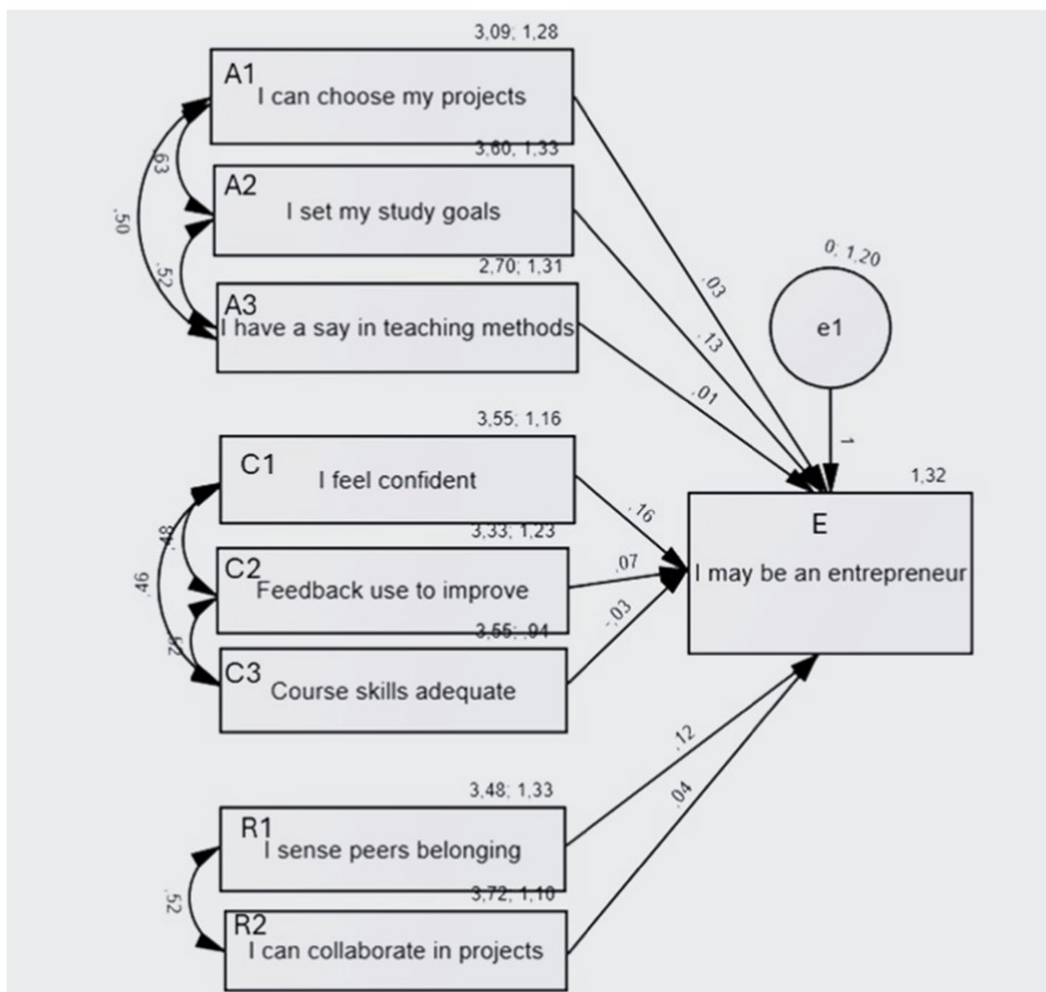 3,09; 1,28
A1
I can choose my projects
3,60; 1,33
A2
I set my study goals
2,70; 1,31
A3
I have a say in teaching methods
,63
,50
,52
,03
,13
,01
0; 1,20
e1
1
3,55; 1,16
C1
I feel confident
3,33; 1,23
C2
Feedback use to improve
3,55; ,94
C3
Course skills adequate
,48
,46
,52
,16
,07
-,03
1,32
E
I may be an entrepreneur
3,48; 1,33
R1
I sense peers belonging
3,72; 1,10
R2
I can collaborate in projects
,52
,12
,04